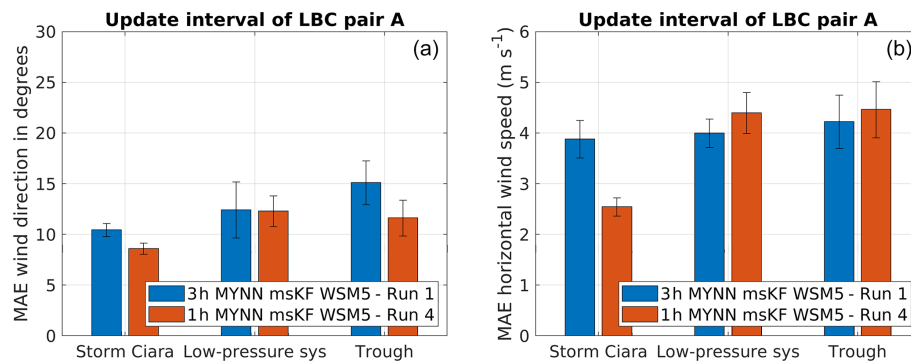 Update interval of LBC pair A
(a)
MAE wind direction in degrees
30
25
20
15
10
5
0
3h MYNN msKF WSM5 - Run 1
1h MYNN msKF WSM5 - Run 4
Storm Ciara
Low-pressure sys
Trough
Update interval of LBC pair A
(b)
MAE horizontal wind speed (m s⁻¹)
6
5
4
3
2
1
0
3h MYNN msKF WSM5 - Run 1
1h MYNN msKF WSM5 - Run 4
Storm Ciara
Low-pressure sys
Trough